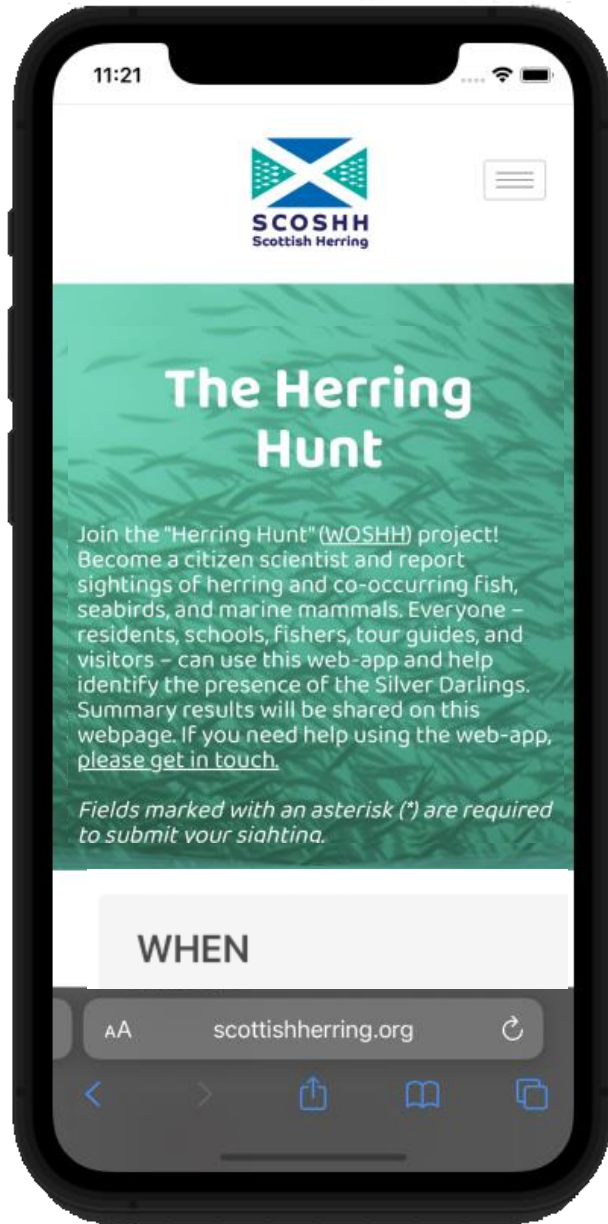 11:21
SCOSHH
Scottish Herring
The Herring
Hunt
Join the "Herring Hunt" (WOSHH) project!
Become a citizen scientist and report
sightings of herring and co-occurring fish,
seabirds, and marine mammals. Everyone –
residents, schools, fishers, tour guides, and
visitors – can use this web-app and help
identify the presence of the Silver Darlings.
Summary results will be shared on this
webpage. If you need help using the web-app,
please get in touch.
Fields marked with an asterisk (*) are required
to submit your sighting.
WHEN
AA scottishherring.org